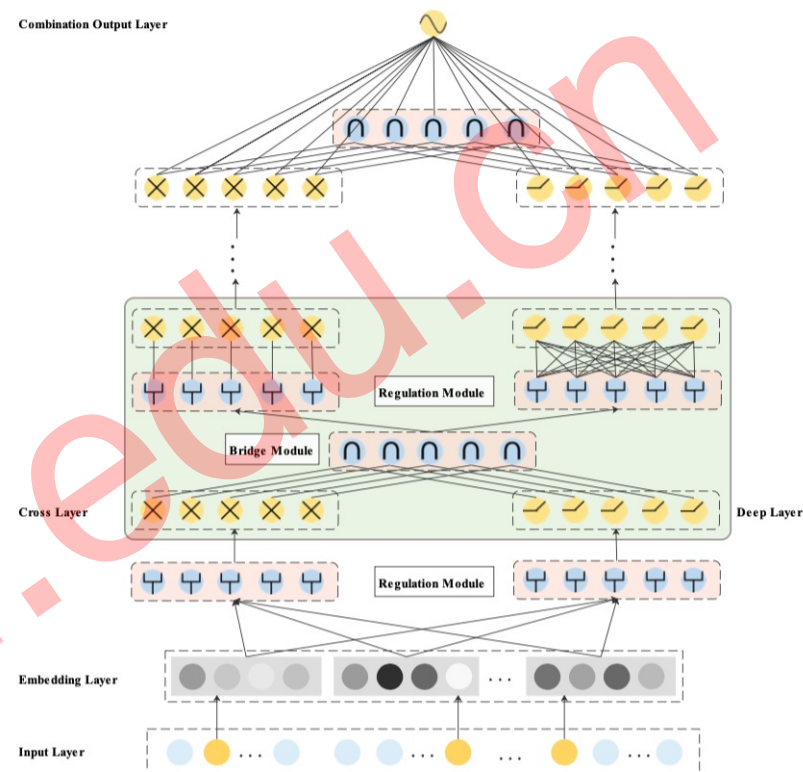 Combination Output Layer
Regulation Module
Bridge Module
Cross Layer
Deep Layer
Regulation Module
Embedding Layer
Input Layer
.edu.cn